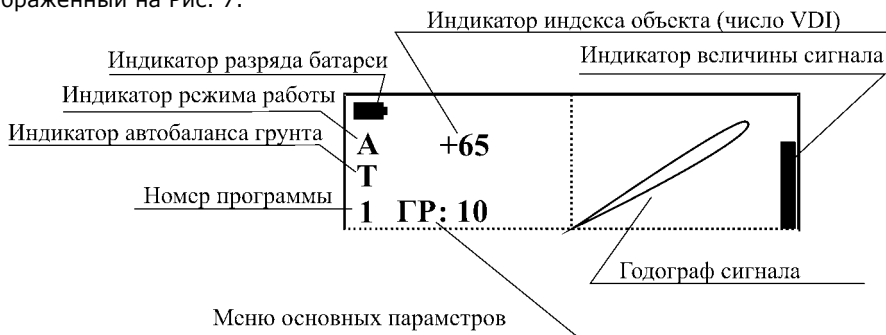 ображенный на Рис. 7.
Индикатор индекса объекта (число VDI)
Индикатор разряда батареи
Индикатор величины сигнала
Индикатор режима работы
Индикатор автобаланса грунта
A +65
T
Номер программы
1 ГР: 10
Годограф сигнала
Меню основных параметров